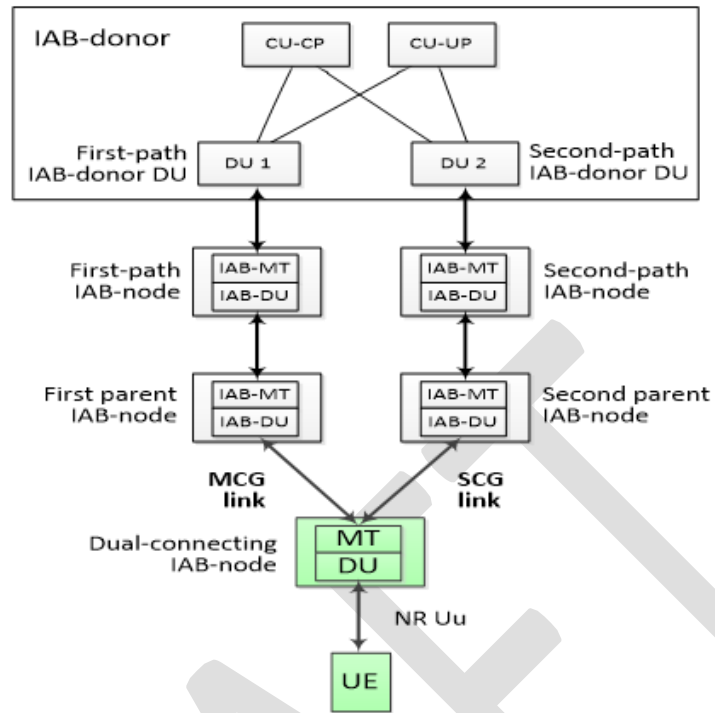 IAB-donor
CU-CP
CU-UP
First-path
IAB-donor DU
DU 1
DU 2
Second-path
IAB-donor DU
First-path
IAB-node
IAB-MT
IAB-DU
IAB-MT
IAB-DU
Second-path
IAB-node
First parent
IAB-node
IAB-MT
IAB-DU
IAB-MT
IAB-DU
Second parent
IAB-node
MCG
link
SCG
link
Dual-connecting
IAB-node
MT
DU
NR Uu
UE